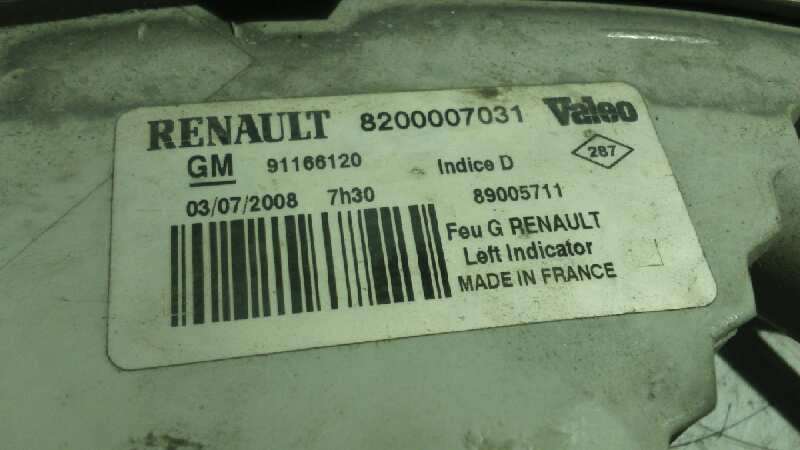 RENAULT 8200007031 Valeo
GM 91166120 Indice D 287
03/07/2008 7h30 89005711
Feu G RENAULT
Left Indicator
MADE IN FRANCE